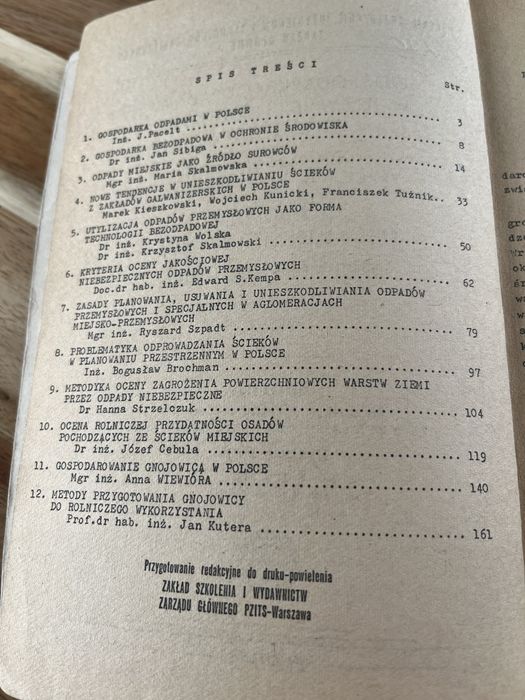 SPIS TREŚCI
Str.
1. GOSPODARKA ODPADAMI W POLSCE
Inż. J.Pacelt .......... 3
2. GOSPODARKA BEZODPADOWA W OCHRONIE ŚRODOWISKA
Dr inż. Jan Sibiga .......... 8
3. ODPADY MIEJSKIE JAKO ŹRÓDŁO SUROWCÓW
Mgr inż. Maria Skalmowska .......... 14
4. NOWE TENDENCJE W UNIESZKODLIWIANIU ŚCIEKÓW
Z ZAKŁADÓW GALWANIZERSKICH W POLSCE
Marek Kieszkowski, Wojciech Kunicki, Franciszek Tużnik.. 33
5. UTYLIZACJA ODPADÓW PRZEMYSŁOWYCH JAKO FORMA
TECHNOLOGII BEZODPADOWEJ
Dr inż. Krystyna Wolska
Dr inż. Krzysztof Skalmowski .......... 50
6. KRYTERIA OCENY JAKOŚCIOWEJ
NIEBEZPIECZNYCH ODPADÓW PRZEMYSŁOWYCH
Doc.dr hab. inż. Edward S.Kempa .......... 62
7. ZASADY PLANOWANIA, USUWANIA I UNIESZKODLIWIANIA ODPADÓW
PRZEMYSŁOWYCH I SPECJALNYCH W AGLOMERACJACH
MIEJSKO-PRZEMYSŁOWYCH
Mgr inż. Ryszard Szpadt .......... 79
8. PROBLEMATYKA ODPROWADZANIA ŚCIEKÓW
W PLANOWANIU PRZESTRZENNYM W POLSCE
Inż. Bogusław Brochman .......... 97
9. METODYKA OCENY ZAGROŻENIA POWIERZCHNIOWYCH WARSTW ZIEMI
PRZEZ ODPADY NIEBEZPIECZNE
Dr Hanna Strzelczuk .......... 104
10. OCENA ROLNICZEJ PRZYDATNOŚCI OSADÓW
POCHODZĄCYCH ZE ŚCIEKÓW MIEJSKICH
Dr inż. Józef Cebula .......... 119
11. GOSPODAROWANIE GNOJOWICĄ W POLSCE
Mgr inż. Anna WIEWIÓRA .......... 140
12. METODY PRZYGOTOWANIA GNOJOWICY
DO ROLNICZEGO WYKORZYSTANIA
Prof.dr hab. inż. Jan Kutera .......... 161
Przygotowanie redakcyjne do druku-powielenia
ZAKŁAD SZKOLENIA I WYDAWNICTW
ZARZĄDU GŁÓWNEGO PZITS-Warszawa